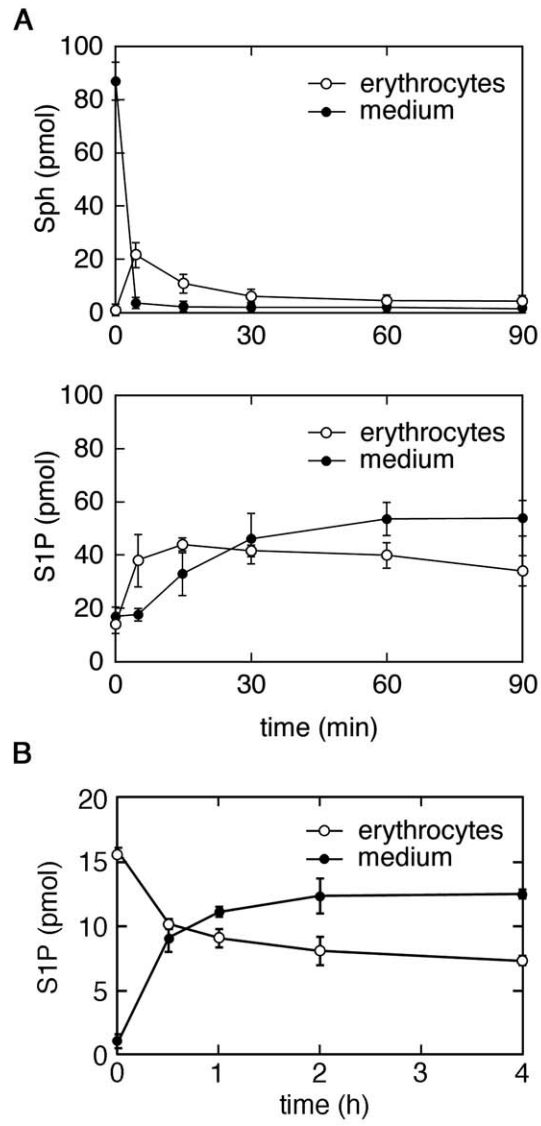 A
100
80
60
40
20
0
Sph (pmol)
erythrocytes
medium
0 30 60 90
100
80
60
40
20
0
S1P (pmol)
erythrocytes
medium
0 30 60 90
time (min)
B
20
15
10
5
0
S1P (pmol)
erythrocytes
medium
0 1 2 3 4
time (h)